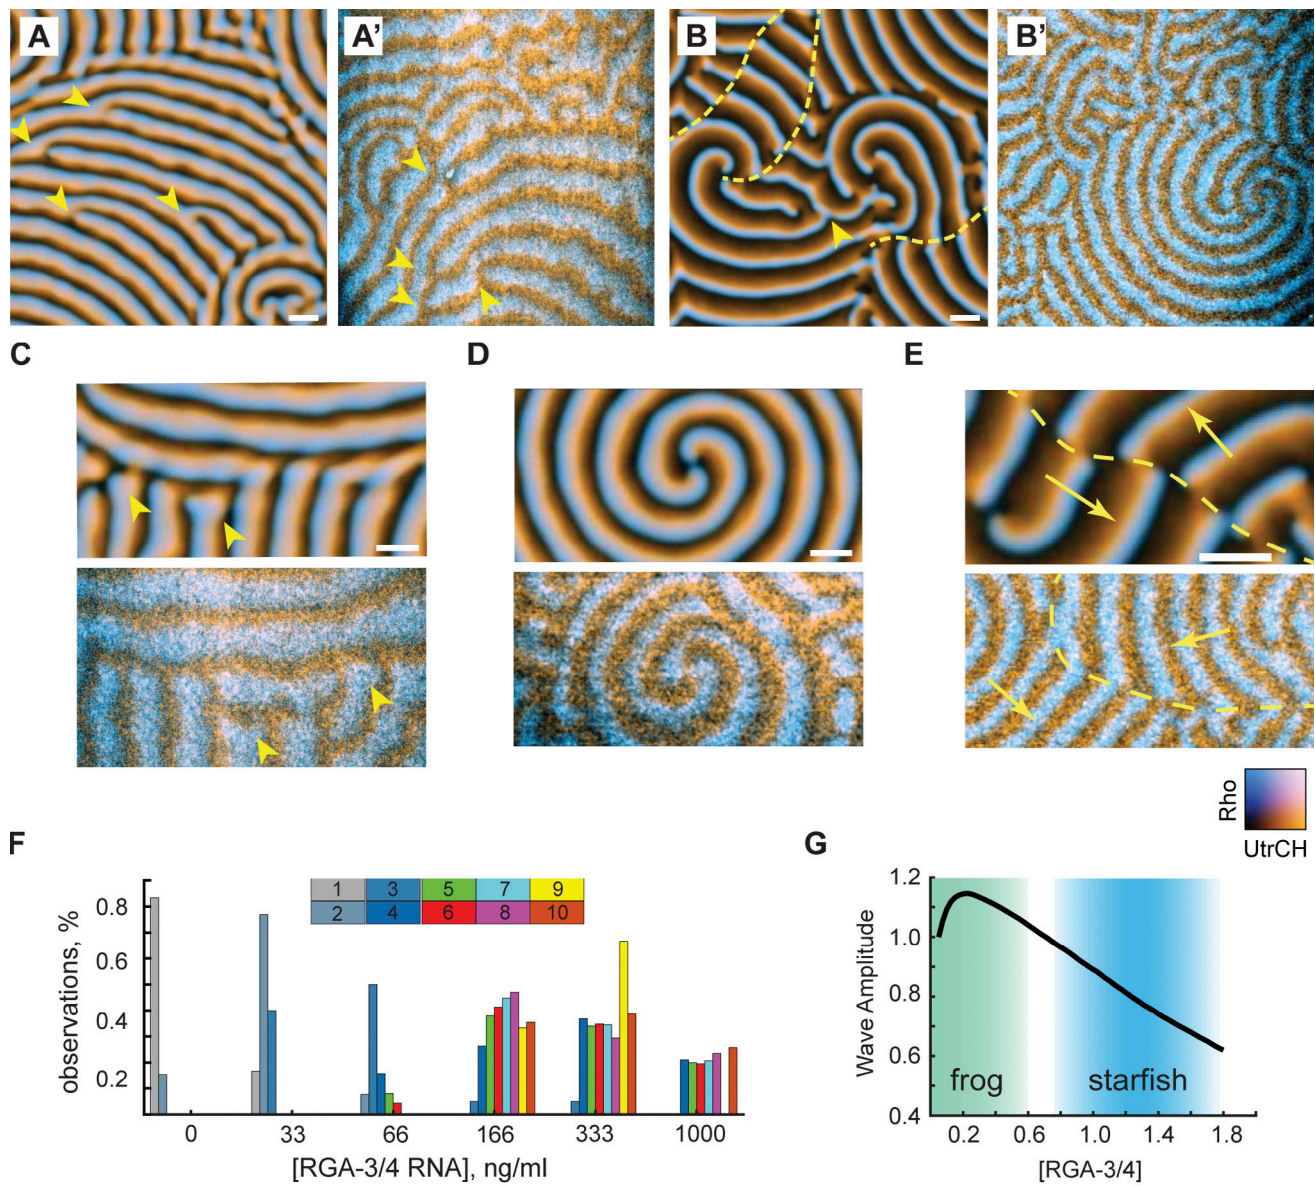 A
A'
B
B'
C
D
E
Rho
UtrCH
F
G
1 3 5 7 9
2 4 6 8 10
observations, %
0.8
0.4
0.2
0 33 66 166 333 1000
[RGA-3/4 RNA], ng/ml
Wave Amplitude
1.2
1.0
0.8
0.6
0.4
frog
starfish
0.2 0.6 1.0 1.4 1.8
[RGA-3/4]